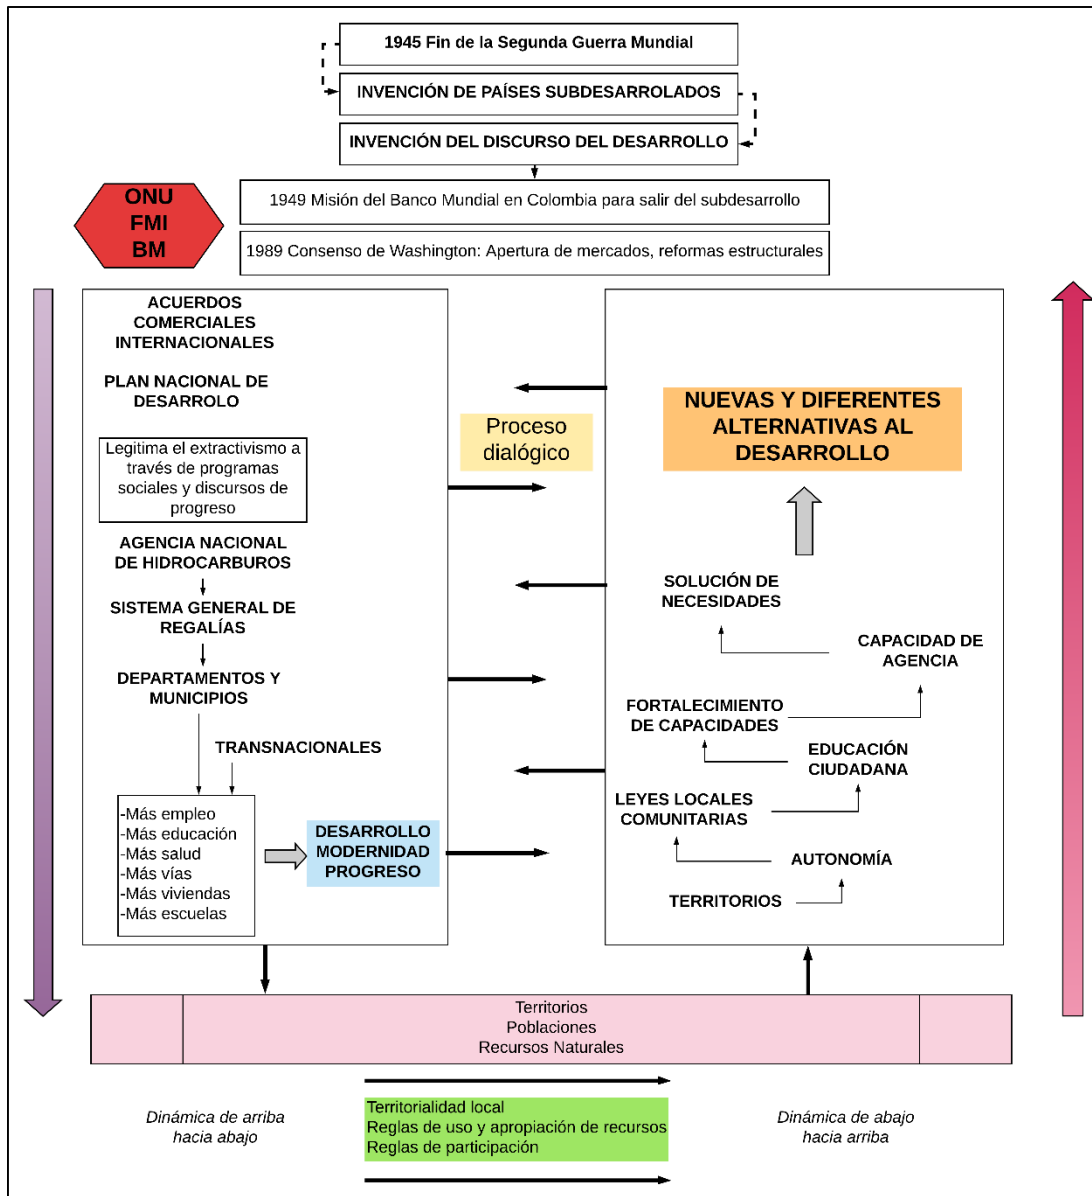 1945 Fin de la Segunda Guerra Mundial
INVENCIÓN DE PAÍSES SUBDESARROLADOS
INVENCIÓN DEL DISCURSO DEL DESARROLLO
ONU
FMI
BM
1949 Misión del Banco Mundial en Colombia para salir del subdesarrollo
1989 Consenso de Washington: Apertura de mercados, reformas estructurales
ACUERDOS
COMERCIALES
INTERNACIONALES
PLAN NACIONAL DE
DESARROLO
Legitima el extractivismo a
través de programas
sociales y discursos de
progreso
AGENCIA NACIONAL
DE HIDROCARBUROS
SISTEMA GENERAL DE
REGALÍAS
DEPARTAMENTOS Y
MUNICIPIOS
TRANSNACIONALES
-Más empleo
-Más educación
-Más salud
-Más vías
-Más viviendas
-Más escuelas
DESARROLLO
MODERNIDAD
PROGRESO
Proceso
dialógico
NUEVAS Y DIFERENTES
ALTERNATIVAS AL
DESARROLLO
SOLUCIÓN DE
NECESIDADES
CAPACIDAD DE
AGENCIA
FORTALECIMIENTO
DE CAPACIDADES
EDUCACIÓN
CIUDADANA
LEYES LOCALES
COMUNITARIAS
AUTONOMÍA
TERRITORIOS
Territorios
Poblaciones
Recursos Naturales
Dinámica de arriba
hacia abajo
Territorialidad local
Reglas de uso y apropiación de recursos
Reglas de participación
Dinámica de abajo
hacia arriba